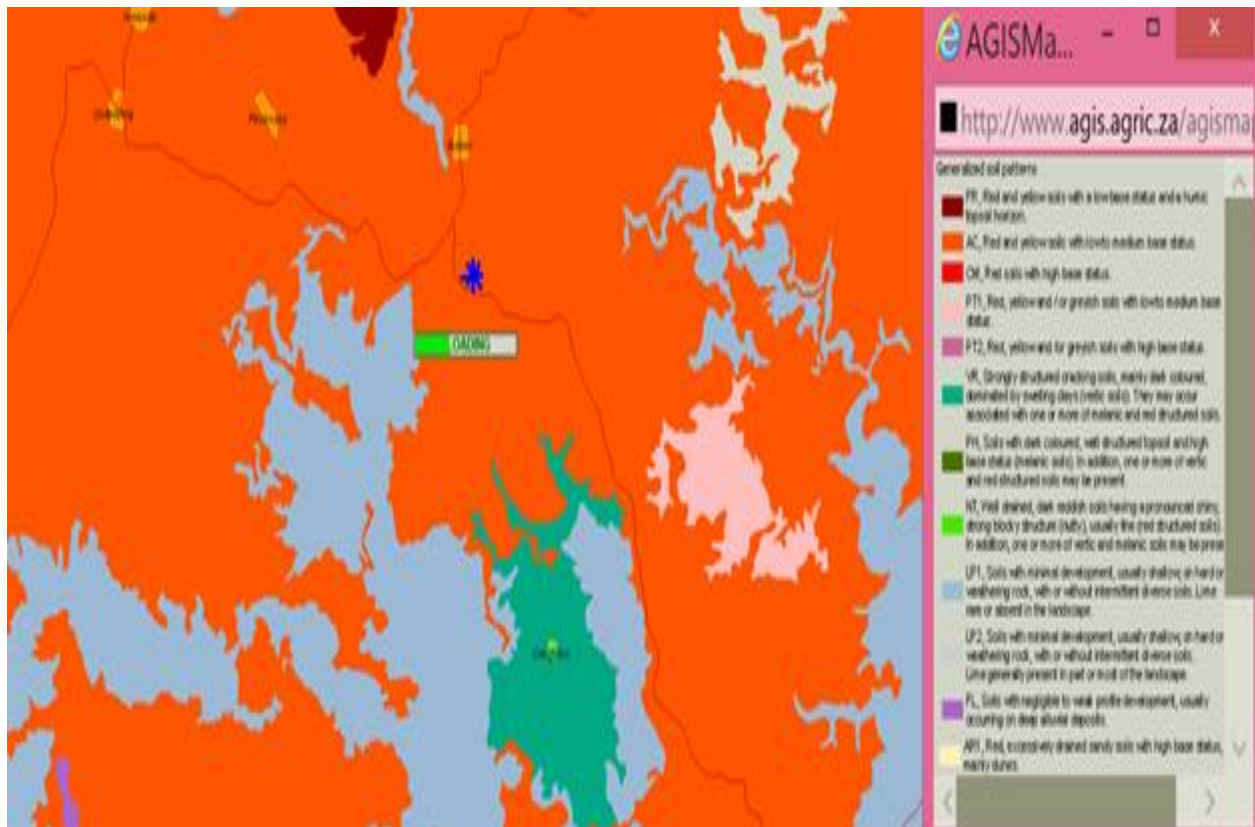 AGISMa...
http://www.agis.agric.za/agisma
Generalized soil patterns
FR, Red and yellow soils with a low base status and a humic
topsoil horizon.
AC, Red and yellow soils with low to medium base status.
CM, Red soils with high base status.
PT1, Red, yellow and / or greyish soils with low to medium base
status.
PT2, Red, yellow and /or greyish soils with high base status.
VR, Strongly structured cracking soils, mainly dark coloured,
dominated by swelling clays (vertic soils). They may occur
associated with one or more of melanic and red structured soils.
PH, Soils with dark coloured, well structured topsoil and high
base status (melanic soils). In addition, one or more of vertic
and red structured soils may be present.
NT, Well drained, dark reddish soils having a pronounced shiny,
strong blocky structure (nutty), usually fine (red structured soils).
In addition, one or more of vertic and melanic soils may be prese
LP1, Soils with minimal development, usually shallow, on hard or
weathering rock, with or without intermittent diverse soils. Lime
rare or absent in the landscape.
LP2, Soils with minimal development, usually shallow, on hard or
weathering rock, with or without intermittent diverse soils.
Lime generally present in part or most of the landscape.
FL, Soils with negligible to weak profile development, usually
occurring on deep alluvial deposits.
AR1, Red, excessively drained sandy soils with high base status,
mainly dunes.
OADING